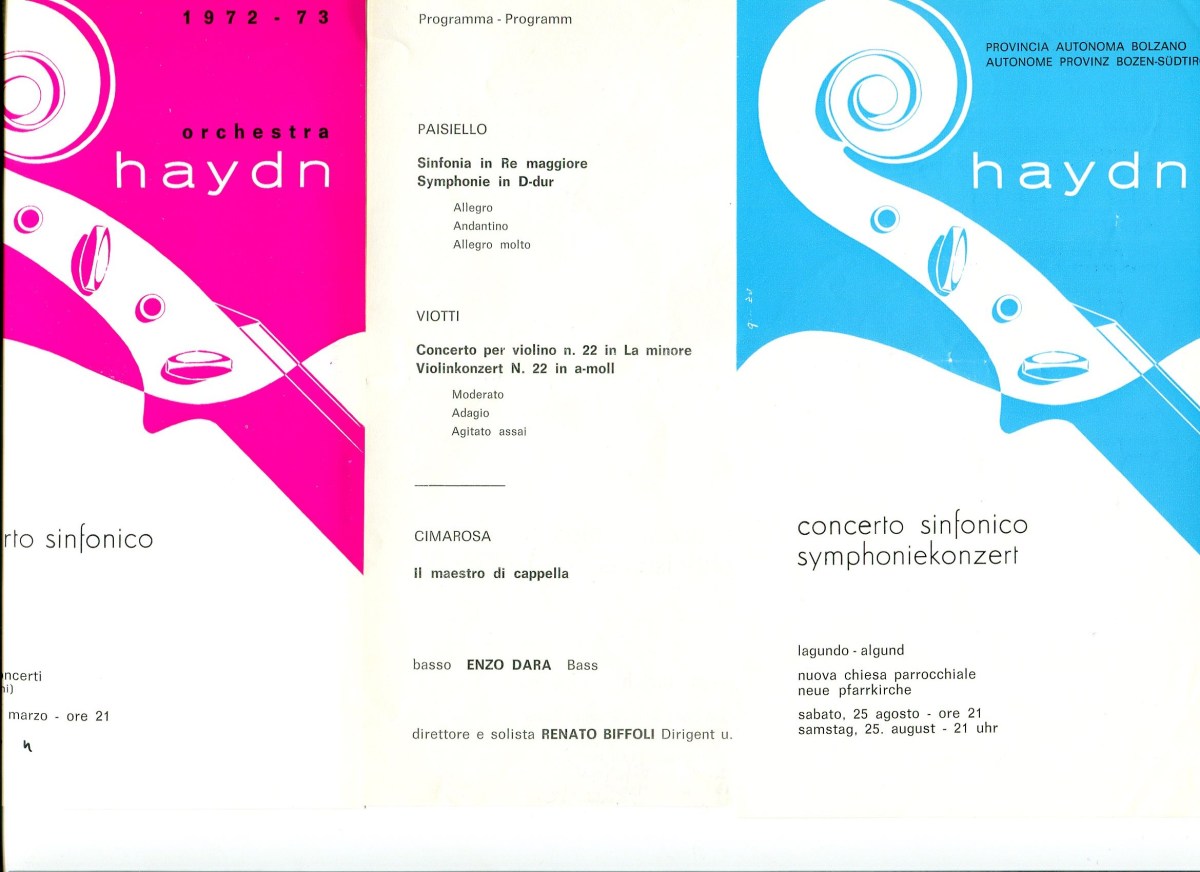 1972-73
orchestra
haydn
sinfonico
marzo - ore 21
Programma - Programm
PAISIELLO
Sinfonia in Re maggiore
Symphonie in D-dur
Allegro
Andantino
Allegro molto
VIOTTI
Concerto per violino n. 22 in La minore
Violinkonzert N. 22 in a-moll
Moderato
Adagio
Agitato assai
CIMAROSA
il maestro di cappella
basso ENZO DARA Bass
direttore e solista RENATO BIFFOLI Dirigent u.
PROVINCIA AUTONOMA BOLZANO
AUTONOME PROVINZ BOZEN-SÜDTIR
haydn
concerto sinfonico
symphoniekonzert
lagundo - algund
nuova chiesa parrocchiale
neue pfarrkirche
sabato, 25 agosto - ore 21
samstag, 25. august - 21 uhr